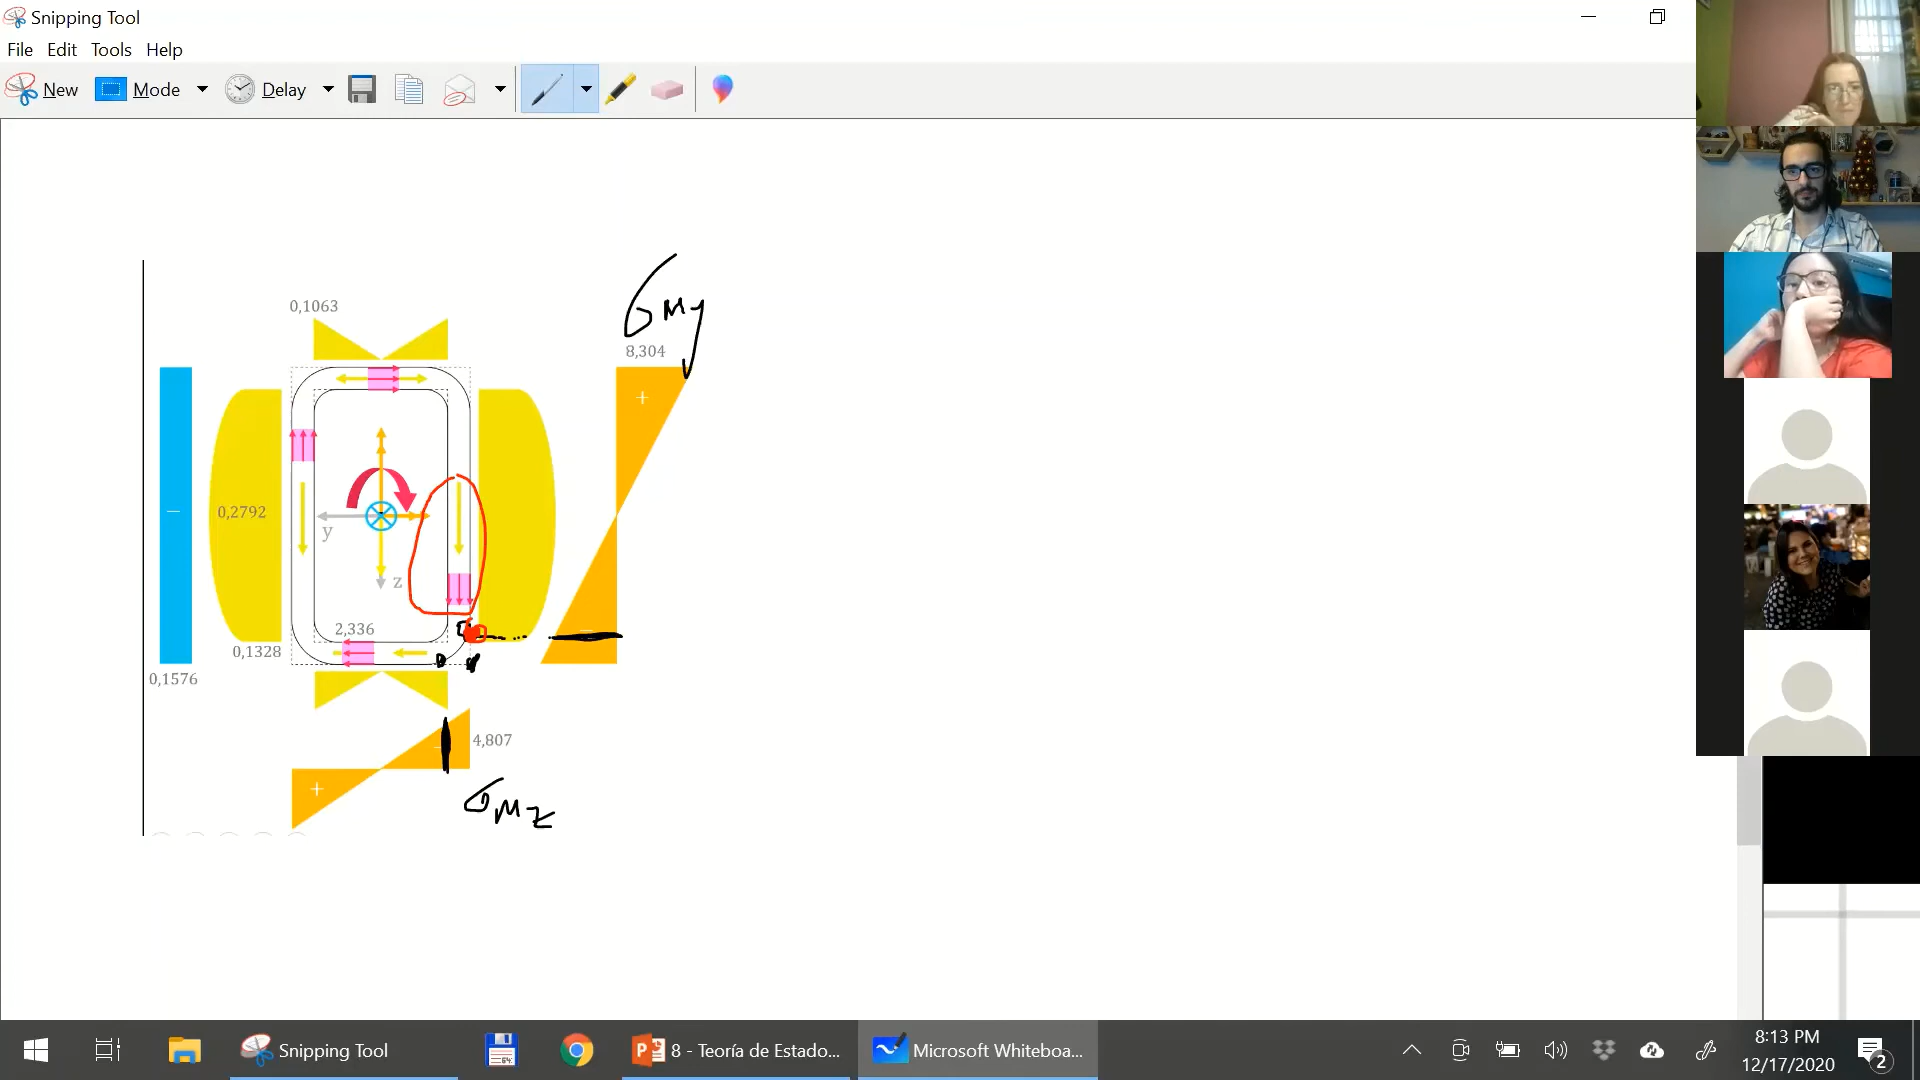 Snipping Tool
File Edit Tools Help
New Mode Delay
0,1063
σMy
8,304
+
−
0,2792
y
z
2,336
0,1328
0,1576
−
4,807
+
σMz
Snipping Tool
64
8 - Teoría de Estado...
Microsoft Whiteboa...
8:13 PM
12/17/2020
2